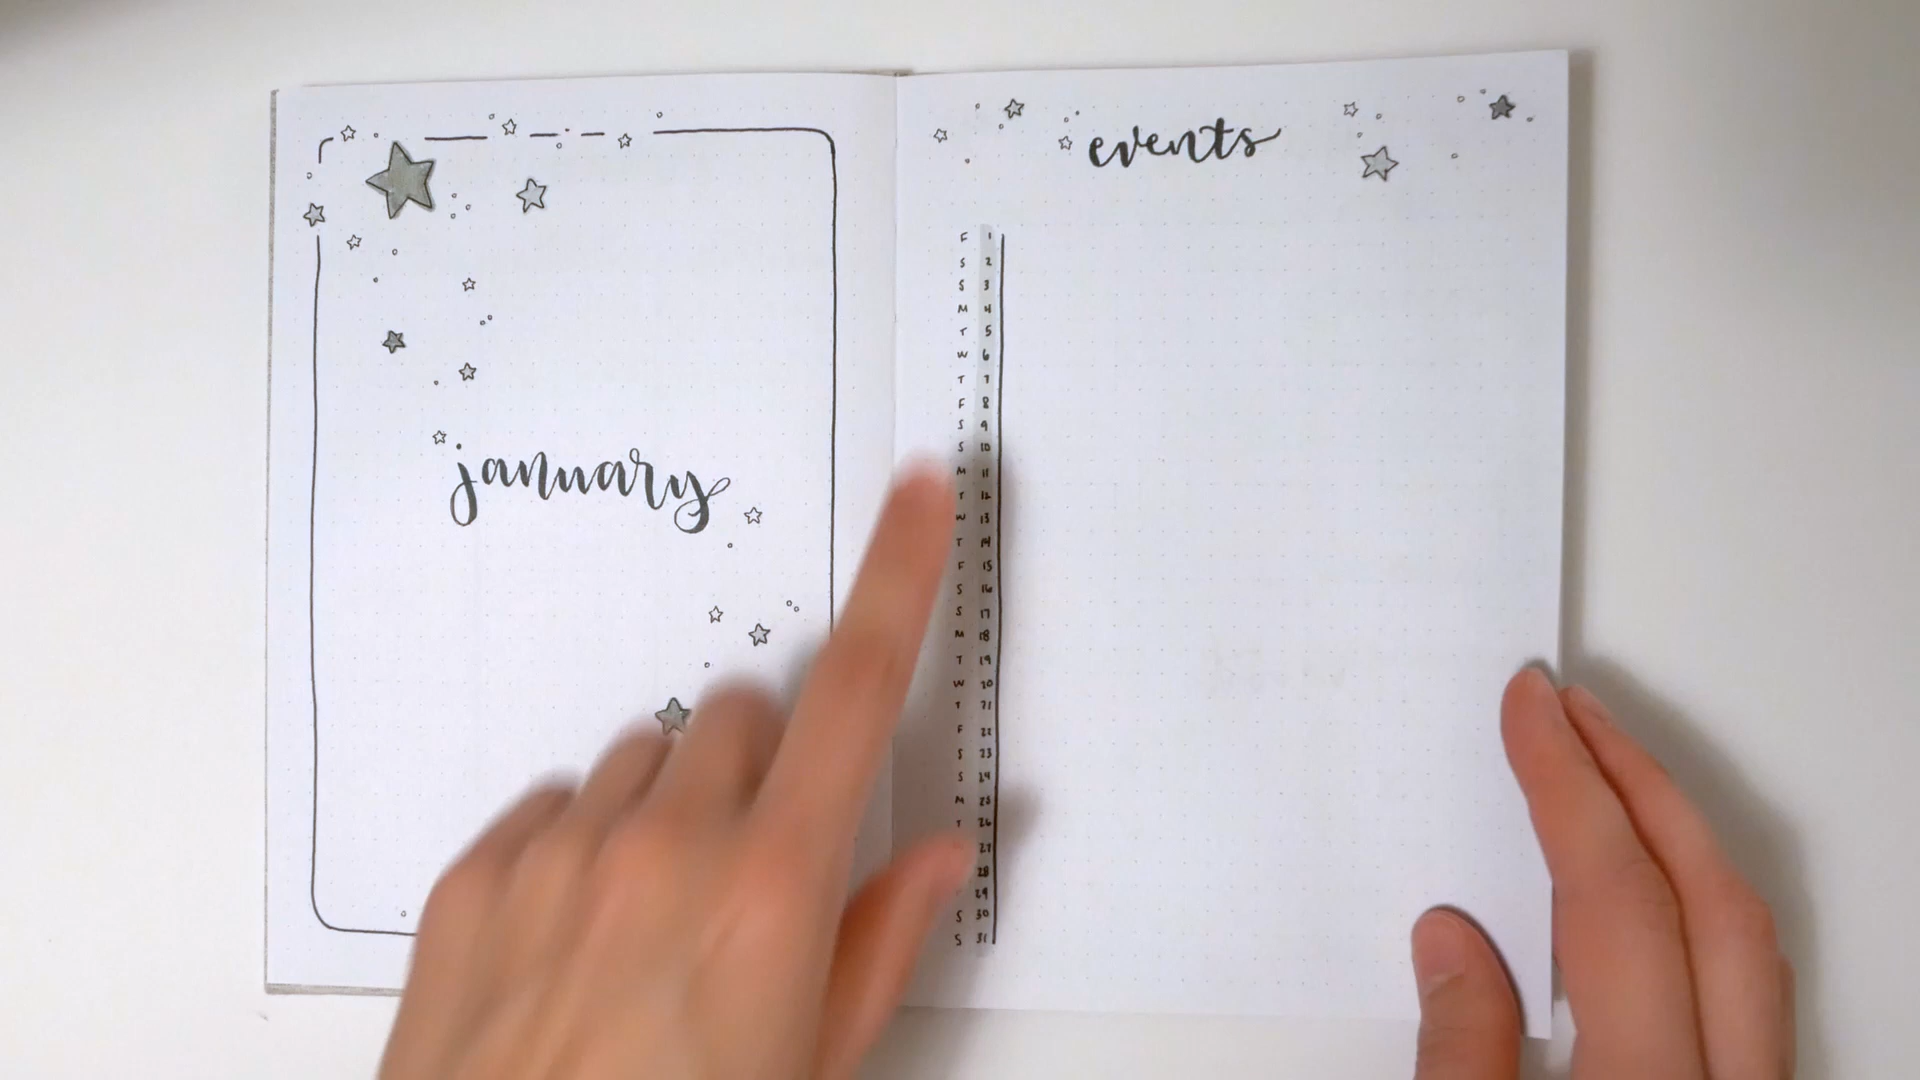 january
events
F 1
S 2
S 3
M 4
T 5
W 6
T 7
F 8
S 9
S 10
M 11
T 12
W 13
T 14
F 15
S 16
S 17
M 18
T 19
W 20
T 21
F 22
S 23
S 24
M 25
T 26
27
28
29
S 30
S 31